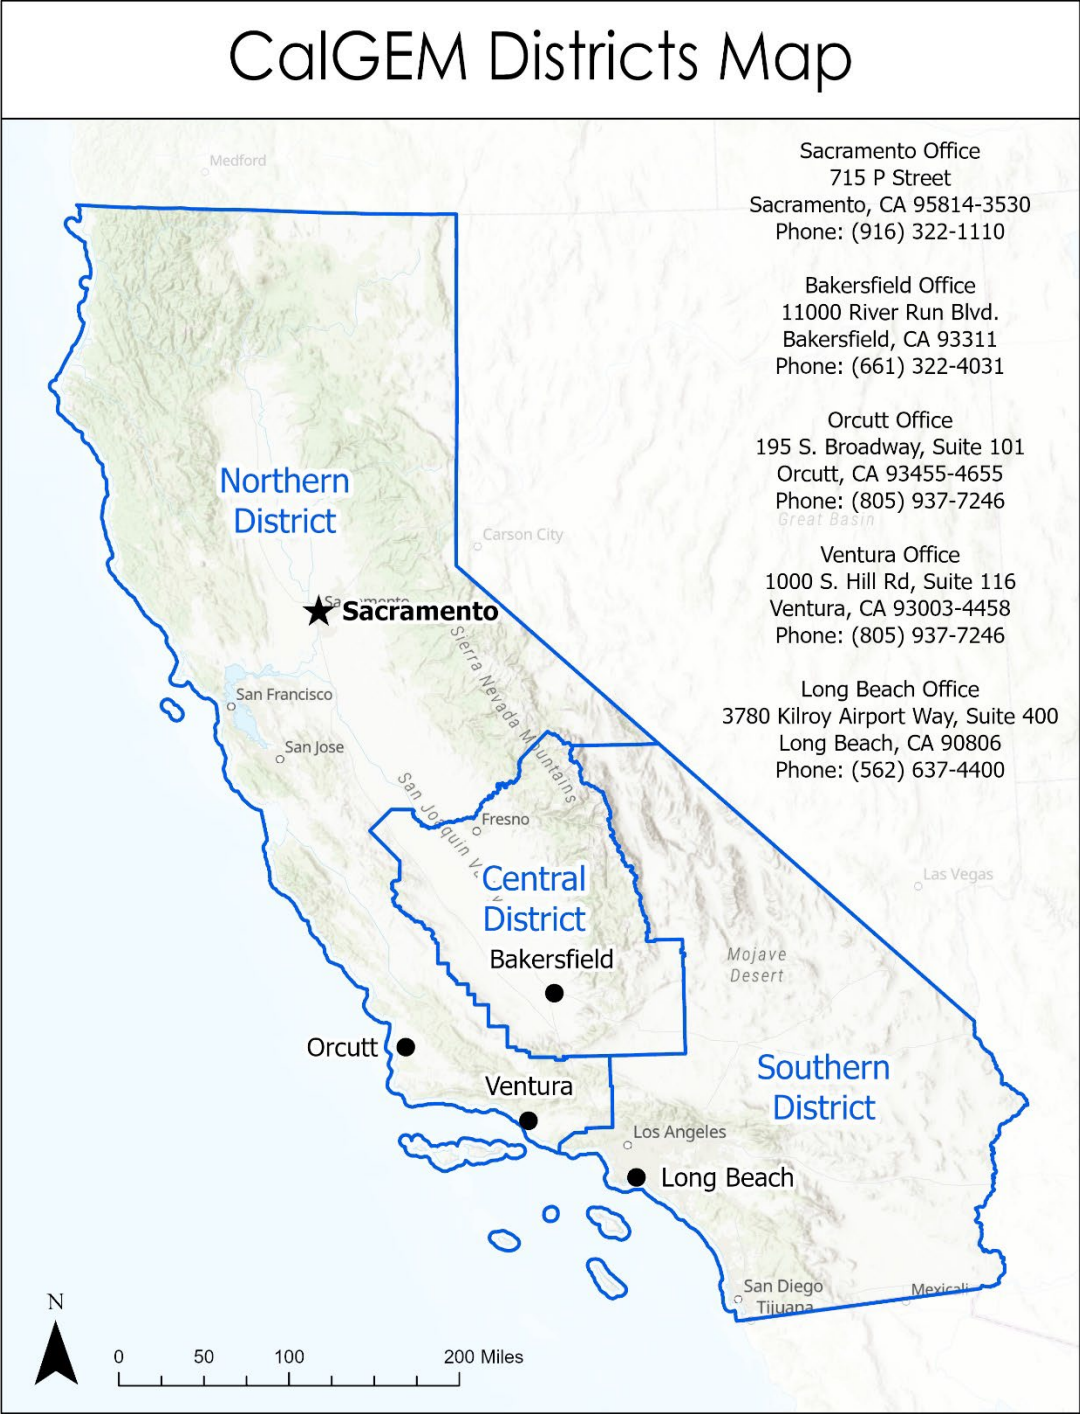 CalGEM Districts Map
Medford
Sacramento Office
715 P Street
Sacramento, CA 95814-3530
Phone: (916) 322-1110
Bakersfield Office
11000 River Run Blvd.
Bakersfield, CA 93311
Phone: (661) 322-4031
Orcutt Office
195 S. Broadway, Suite 101
Orcutt, CA 93455-4655
Phone: (805) 937-7246
Great Basin
Ventura Office
1000 S. Hill Rd, Suite 116
Ventura, CA 93003-4458
Phone: (805) 937-7246
Long Beach Office
3780 Kilroy Airport Way, Suite 400
Long Beach, CA 90806
Phone: (562) 637-4400
Northern
District
Carson City
Sacramento
Sacramento
Sierra Nevada Mountains
San Francisco
San Jose
San Joaquin V
Fresno
Central
District
Las Vegas
Bakersfield
Mojave
Desert
Orcutt
Ventura
Southern
District
Los Angeles
Long Beach
San Diego
Tijuana
Mexicali
N
0 50 100 200 Miles